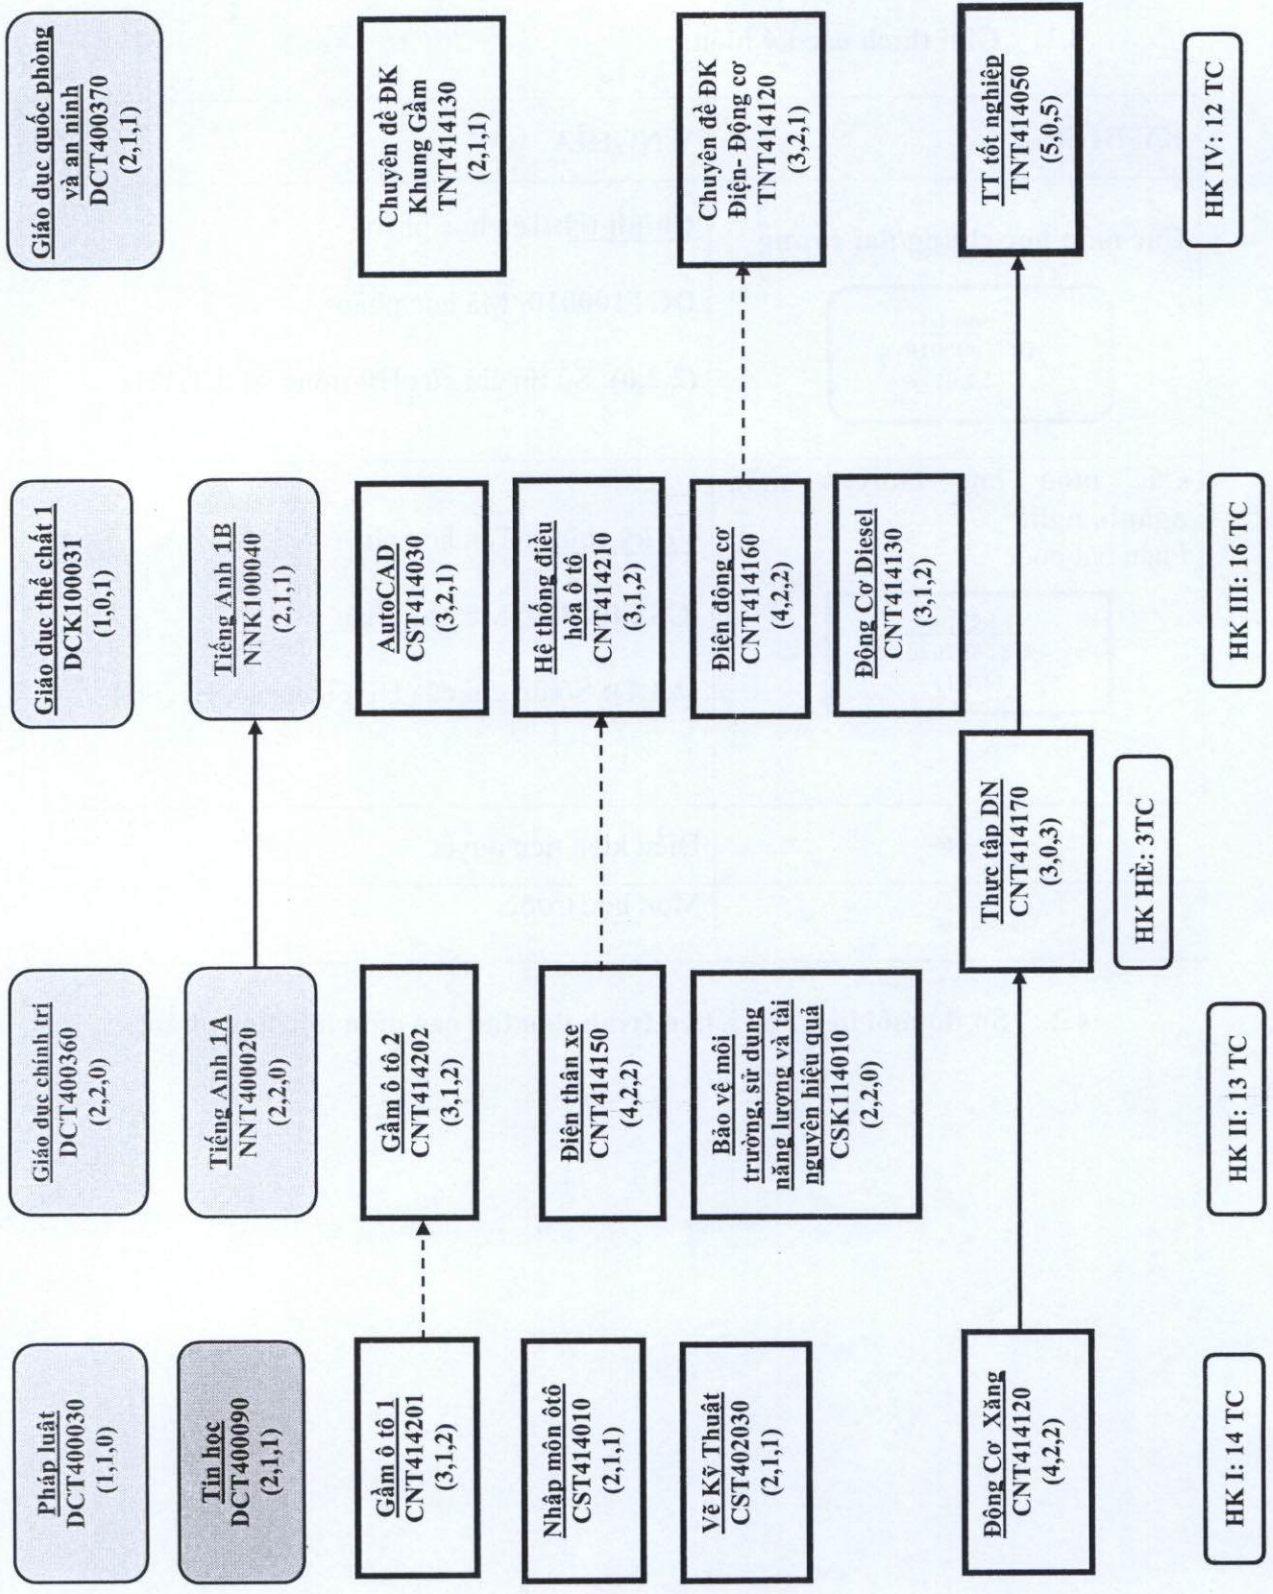 Pháp luật
DCT400030
(1,1,0)
Tin học
DCT400090
(2,1,1)
Gầm ô tô 1
CNT414201
(3,1,2)
Nhập môn ôtô
CST414010
(2,1,1)
Vẽ Kỹ Thuật
CST402030
(2,1,1)
Động Cơ Xăng
CNT414120
(4,2,2)
HK I: 14 TC
Giáo dục chính trị
DCT400360
(2,2,0)
Tiếng Anh 1A
NNT400020
(2,2,0)
Gầm ô tô 2
CNT414202
(3,1,2)
Điện thân xe
CNT414150
(4,2,2)
Bảo vệ môi
trường, sử dụng
năng lượng và tài
nguyên hiệu quả
CSK114010
(2,2,0)
HK II: 13 TC
Thực tập DN
CNT414170
(3,0,3)
HK HÈ: 3TC
Giáo dục thể chất 1
DCK100031
(1,0,1)
Tiếng Anh 1B
NNK100040
(2,1,1)
AutoCAD
CST414030
(3,2,1)
Hệ thống điều
hòa ô tô
CNT414210
(3,1,2)
Điện động cơ
CNT414160
(4,2,2)
Động Cơ Diesel
CNT414130
(3,1,2)
HK III: 16 TC
Giáo dục quốc phòng
và an ninh
DCT400370
(2,1,1)
Chuyên đề ĐK
Khung Gầm
TNT414130
(2,1,1)
Chuyên đề ĐK
Điện- Động cơ
TNT414120
(3,2,1)
TT tốt nghiệp
TNT414050
(5,0,5)
HK IV: 12 TC